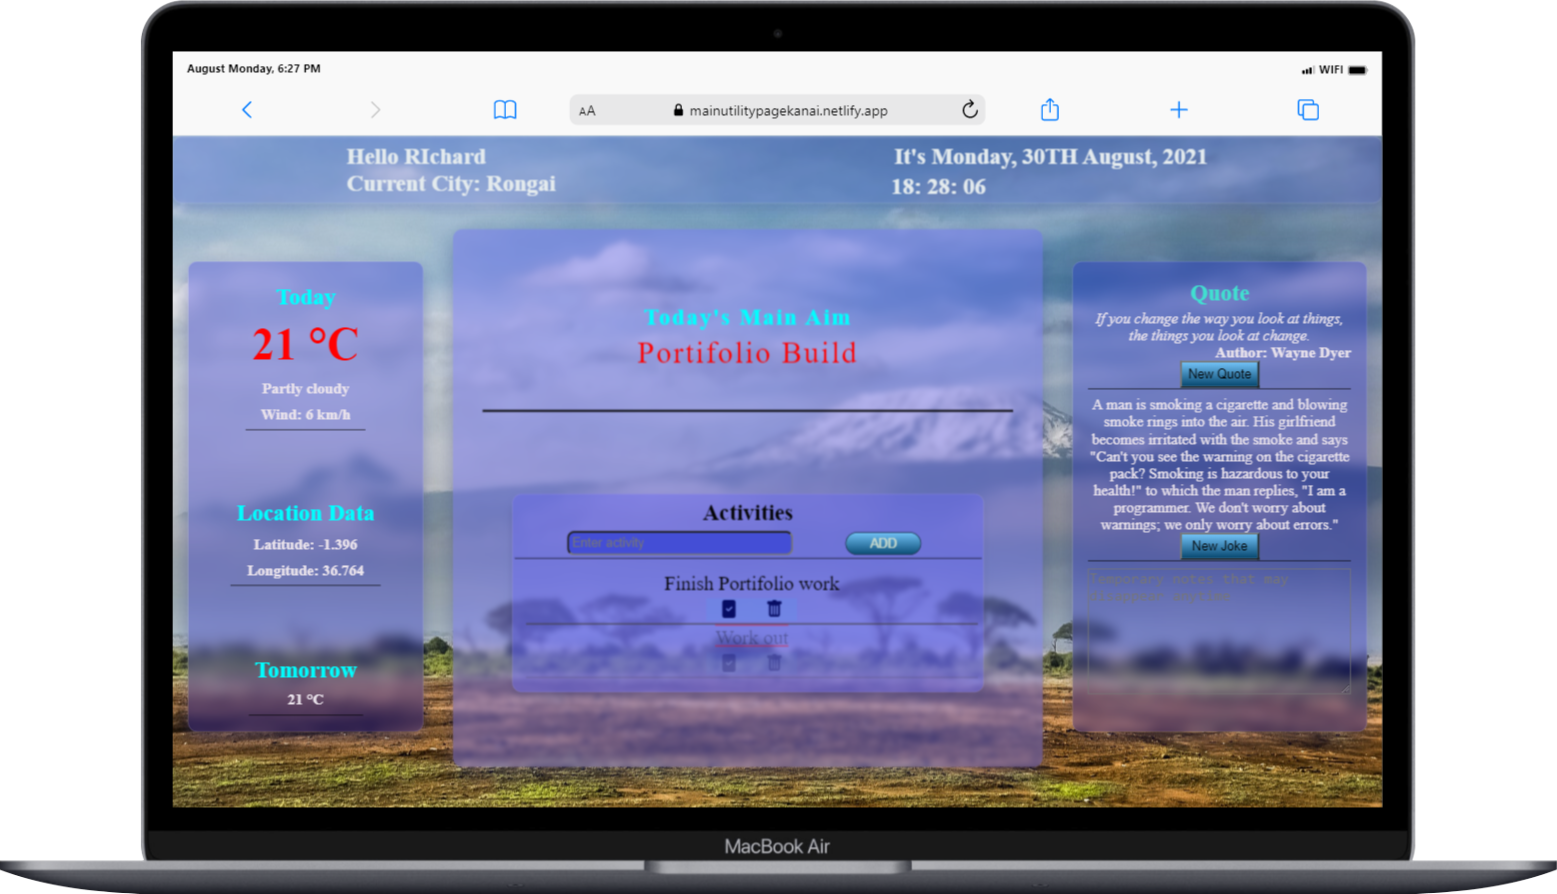 August Monday, 6:27 PM
WIFI
AA
mainutilitypagekanai.netlify.app
Hello RIchard
Current City: Rongai
It's Monday, 30TH August, 2021
18: 28: 06
Today
21 °C
Partly cloudy
Wind: 6 km/h
Location Data
Latitude: -1.396
Longitude: 36.764
Tomorrow
21 °C
Today's Main Aim
Portifolio Build
Activities
Enter activity
ADD
Finish Portifolio work
Work out
Quote
If you change the way you look at things,
the things you look at change.
Author: Wayne Dyer
New Quote
A man is smoking a cigarette and blowing
smoke rings into the air. His girlfriend
becomes irritated with the smoke and says
"Can't you see the warning on the cigarette
pack? Smoking is hazardous to your
health!" to which the man replies, "I am a
programmer. We don't worry about
warnings; we only worry about errors."
New Joke
Temporary notes that may
disappear anytime
MacBook Air